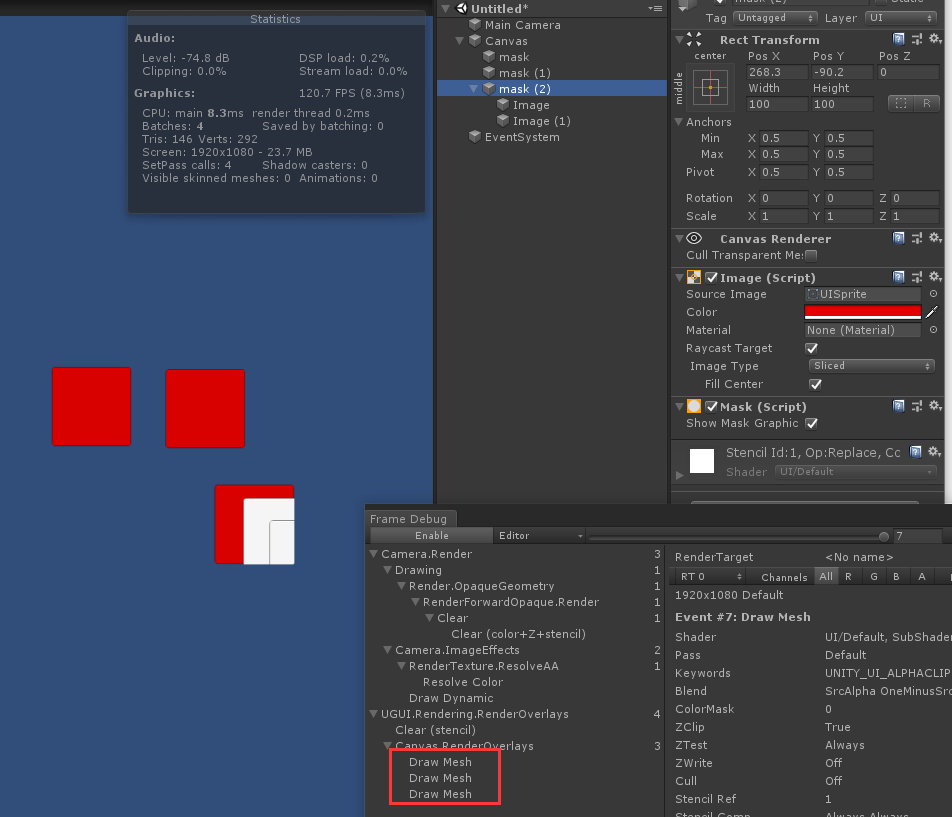 Statistics
Audio:
Level: -74.8 dB DSP load: 0.2%
Clipping: 0.0% Stream load: 0.0%
Graphics: 120.7 FPS (8.3ms)
CPU: main 8.3ms render thread 0.2ms
Batches: 4 Saved by batching: 0
Tris: 146 Verts: 292
Screen: 1920x1080 - 23.7 MB
SetPass calls: 4 Shadow casters: 0
Visible skinned meshes: 0 Animations: 0
Untitled*
Main Camera
Canvas
mask
mask (1)
mask (2)
Image
Image (1)
EventSystem
Tag Untagged Layer UI
Rect Transform
center Pos X Pos Y Pos Z
middle 268.3 -90.2 0
Width Height
100 100 R
Anchors
Min X 0.5 Y 0.5
Max X 0.5 Y 0.5
Pivot X 0.5 Y 0.5
Rotation X 0 Y 0 Z 0
Scale X 1 Y 1 Z 1
Canvas Renderer
Cull Transparent Me
Image (Script)
Source Image UISprite
Color
Material None (Material)
Raycast Target
Image Type Sliced
Fill Center
Mask (Script)
Show Mask Graphic
Stencil Id:1, Op:Replace, Cc
Shader UI/Default
Frame Debug
Enable Editor 7
Camera.Render 3
Drawing 1
Render.OpaqueGeometry 1
RenderForwardOpaque.Render 1
Clear 1
Clear (color+Z+stencil)
Camera.ImageEffects 2
RenderTexture.ResolveAA 1
Resolve Color
Draw Dynamic
UGUI.Rendering.RenderOverlays 4
Clear (stencil)
Canvas.RenderOverlays 3
Draw Mesh
Draw Mesh
Draw Mesh
RenderTarget <No name>
RT 0 Channels All R G B A
1920x1080 Default
Event #7: Draw Mesh
Shader UI/Default, SubShader
Pass Default
Keywords UNITY_UI_ALPHACLIP
Blend SrcAlpha OneMinusSrc
ColorMask 0
ZClip True
ZTest Always
ZWrite Off
Cull Off
Stencil Ref 1
Stencil Comp Always Always